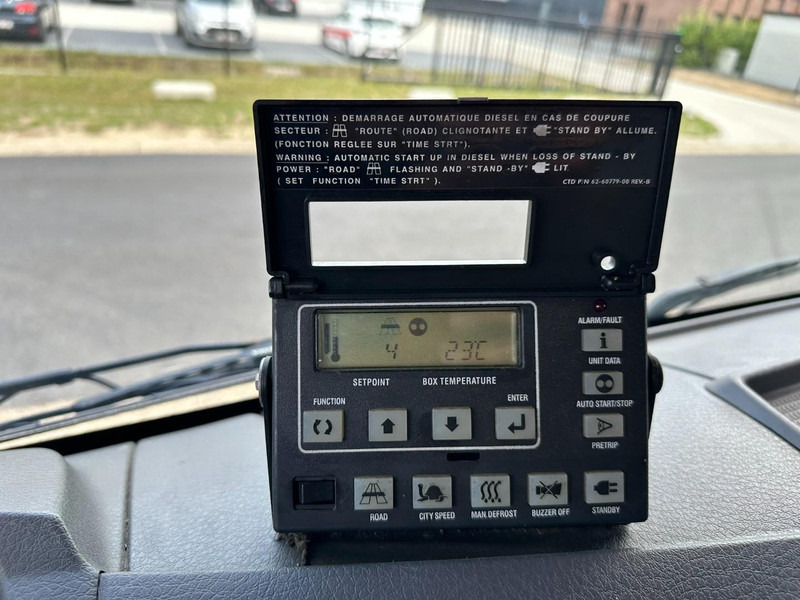 ATTENTION : DEMARRAGE AUTOMATIQUE DIESEL EN CAS DE COUPURE
SECTEUR : "ROUTE" (ROAD) CLIGNOTANTE ET "STAND BY" ALLUME.
(FONCTION REGLEE SUR "TIME STRT").
WARNING : AUTOMATIC START UP IN DIESEL WHEN LOSS OF STAND - BY
POWER : "ROAD" FLASHING AND "STAND -BY" LIT.
( SET FUNCTION "TIME STRT" ).
CTD P/N 62-60779-00 REV.-B
ALARM/FAULT
4 23C
SETPOINT BOX TEMPERATURE
UNIT DATA
FUNCTION ENTER
AUTO START/STOP
PRETRIP
ROAD CITY SPEED MAN.DEFROST BUZZER OFF STANDBY